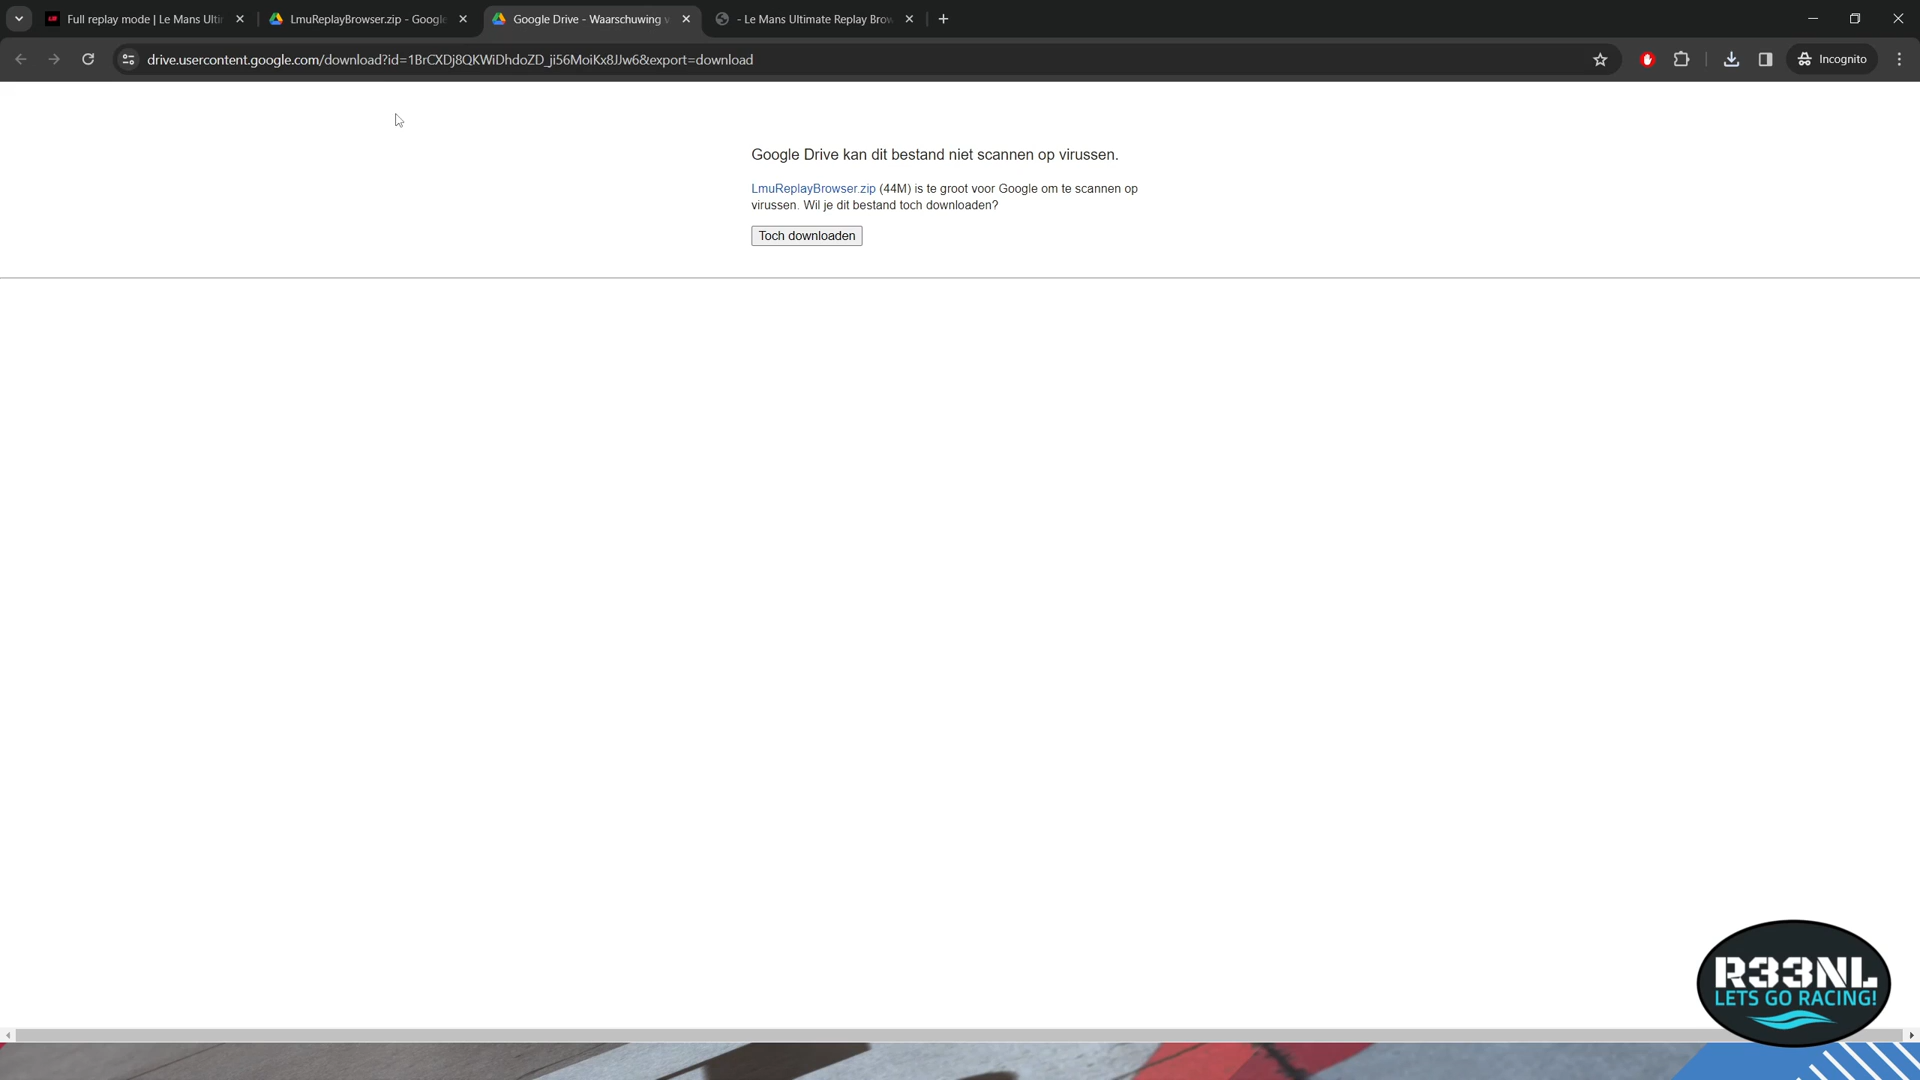 Full replay mode | Le Mans Ulti
LmuReplayBrowser.zip - Google
Google Drive - Waarschuwing v
- Le Mans Ultimate Replay Brow
drive.usercontent.google.com/download?id=1BrCXDj8QKWiDhdoZD_ji56MoiKx8JJw6&export=download
Incognito
Google Drive kan dit bestand niet scannen op virussen.
LmuReplayBrowser.zip (44M) is te groot voor Google om te scannen op
virussen. Wil je dit bestand toch downloaden?
Toch downloaden
R33NL
LETS GO RACING!